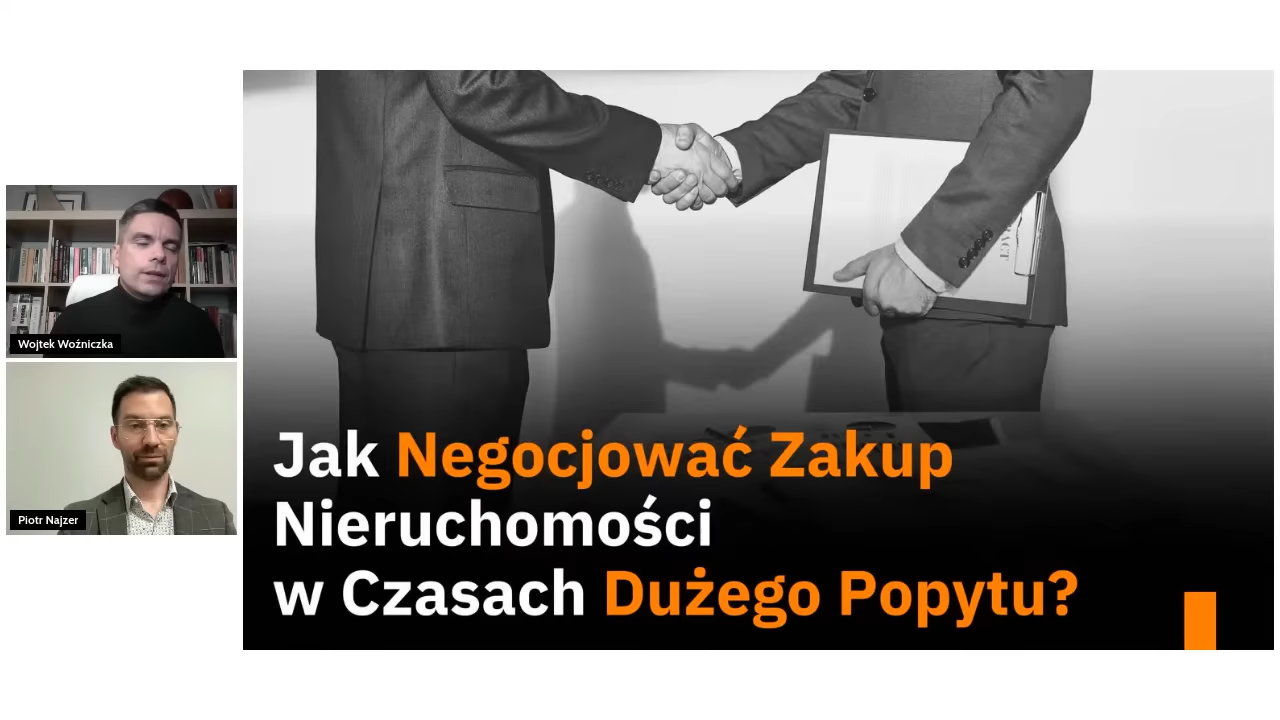 Wojtek Woźniczka
Piotr Najzer
Jak Negocjować Zakup
Nieruchomości
w Czasach Dużego Popytu?